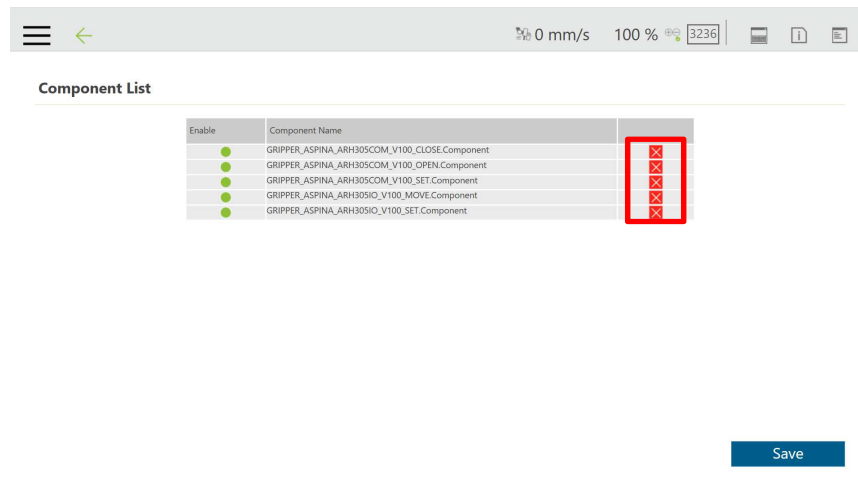 0 mm/s 100 % 3236
Component List
Enable Component Name
GRIPPER_ASPINA_ARH305COM_V100_CLOSE.Component
GRIPPER_ASPINA_ARH305COM_V100_OPEN.Component
GRIPPER_ASPINA_ARH305COM_V100_SET.Component
GRIPPER_ASPINA_ARH305IO_V100_MOVE.Component
GRIPPER_ASPINA_ARH305IO_V100_SET.Component
Save